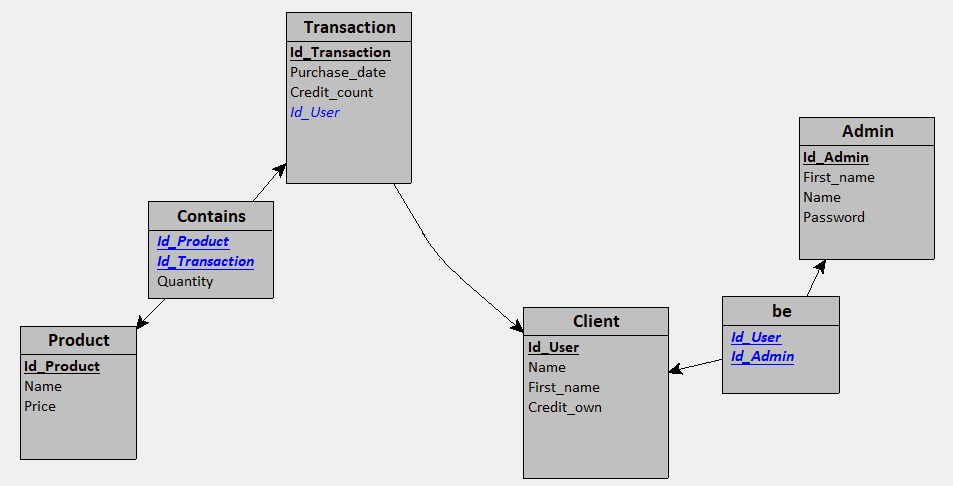 Transaction
Id_Transaction
Purchase_date
Credit_count
Id_User
Contains
Id_Product
Id_Transaction
Quantity
Product
Id_Product
Name
Price
Client
Id_User
Name
First_name
Credit_own
Admin
Id_Admin
First_name
Name
Password
be
Id_User
Id_Admin